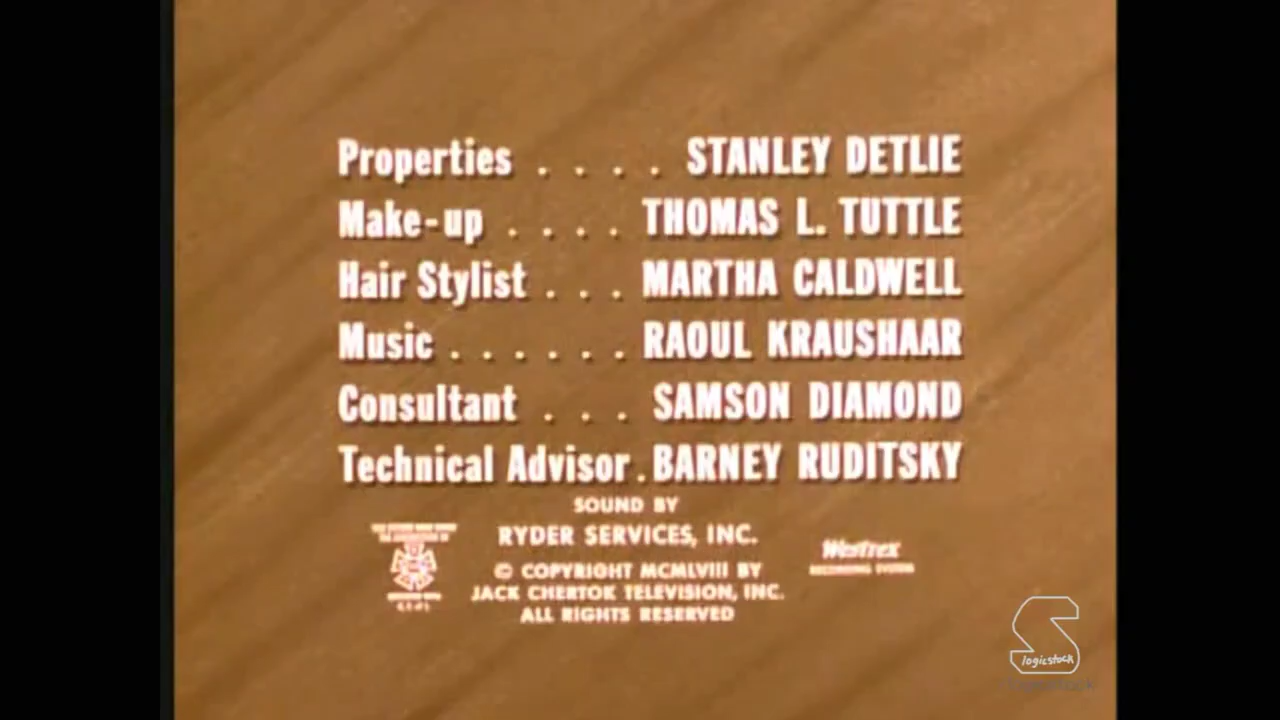 Properties . . . . STANLEY DETLIE
Make-up . . . . THOMAS L. TUTTLE
Hair Stylist . . . MARTHA CALDWELL
Music . . . . . . RAOUL KRAUSHAAR
Consultant . . . SAMSON DIAMOND
Technical Advisor . BARNEY RUDITSKY
SOUND BY
RYDER SERVICES, INC.
Westrex
RECORDING SYSTEM
© COPYRIGHT MCMLVIII BY
JACK CHERTOK TELEVISION, INC.
ALL RIGHTS RESERVED
logicstock